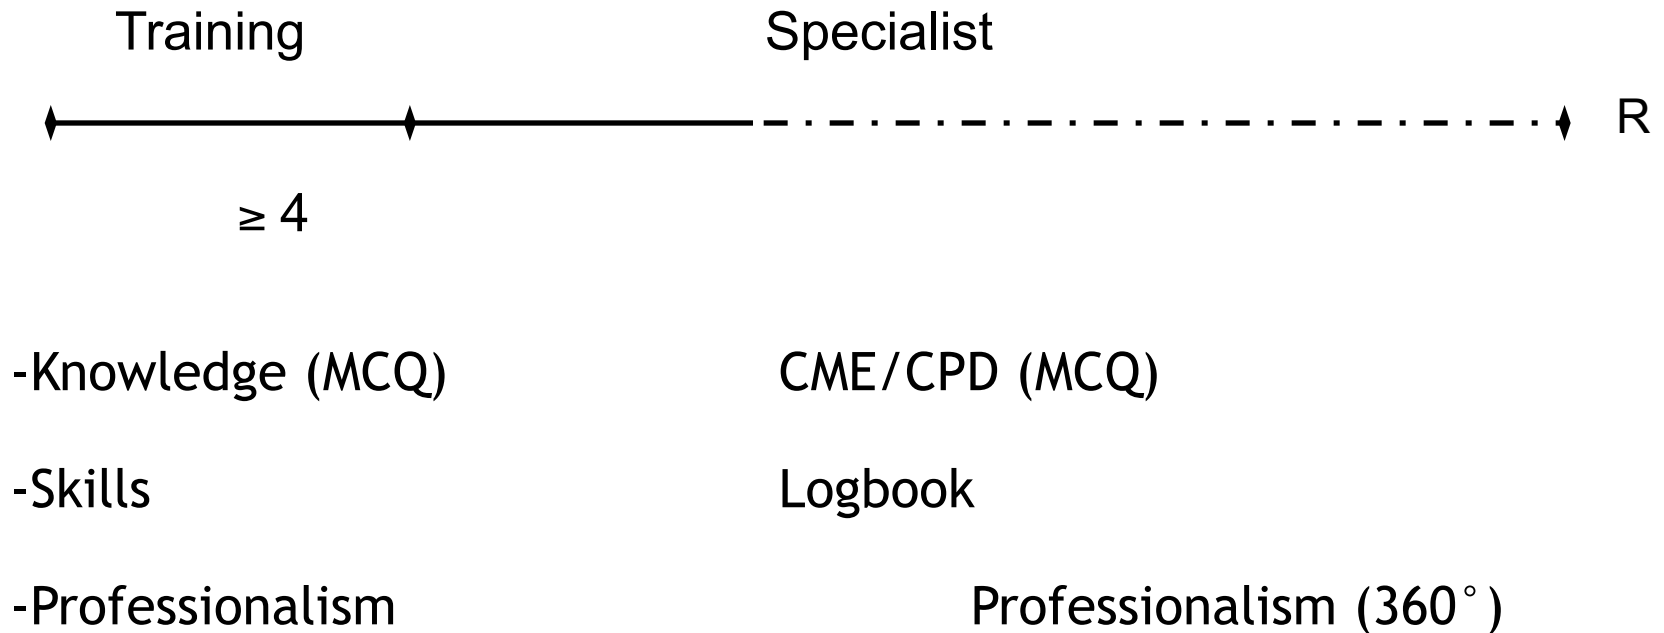 Training Specialist
R
≥ 4
-Knowledge (MCQ) CME/CPD (MCQ)
-Skills Logbook
-Professionalism Professionalism (360°)